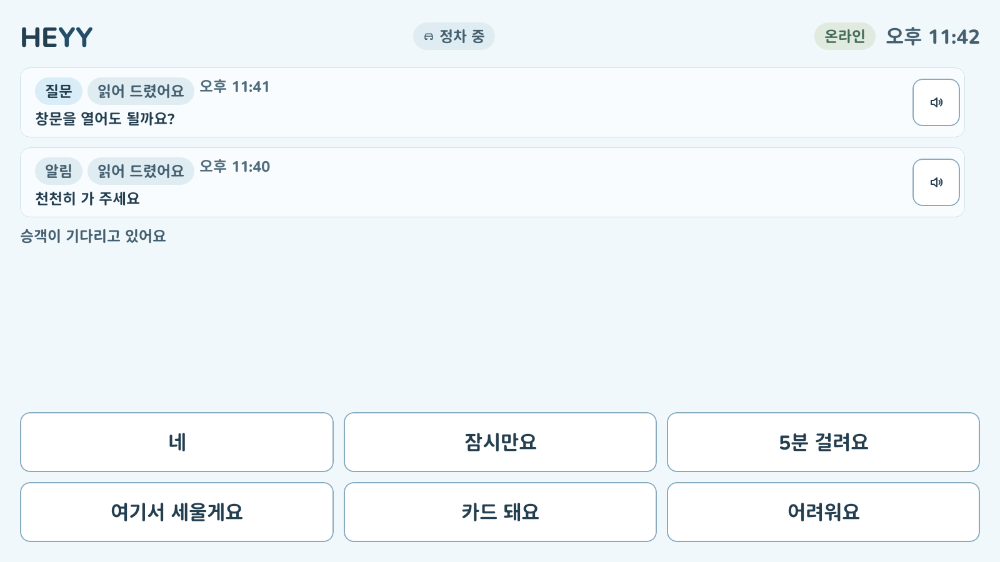 HEYY
정차 중
온라인 오후 11:42
질문 읽어 드렸어요 오후 11:41
창문을 열어도 될까요?
알림 읽어 드렸어요 오후 11:40
천천히 가 주세요
승객이 기다리고 있어요
네 잠시만요 5분 걸려요
여기서 세울게요 카드 돼요 어려워요